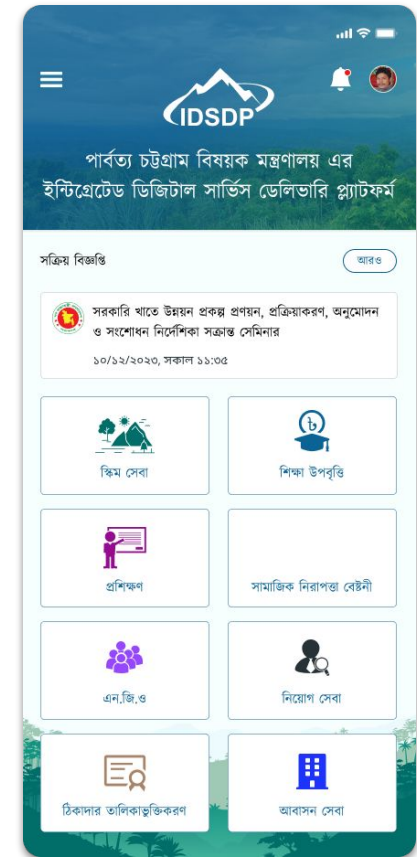 IDSDP
পার্বত্য চট্টগ্রাম বিষয়ক মন্ত্রণালয় এর
ইন্টিগ্রেটেড ডিজিটাল সার্ভিস ডেলিভারি প্ল্যাটফর্ম
সক্রিয় বিজ্ঞপ্তি
আরও
সরকারি খাতে উন্নয়ন প্রকল্প প্রণয়ন, প্রক্রিয়াকরণ, অনুমোদন
ও সংশোধন নির্দেশিকা সক্রান্ত সেমিনার
১০/১২/২০২৩, সকাল ১১:৩৫
স্কিম সেবা
শিক্ষা উপবৃত্তি
প্রশিক্ষণ
সামাজিক নিরাপত্তা বেষ্টনী
এন.জি.ও
নিয়োগ সেবা
ঠিকাদার তালিকাভুক্তিকরণ
আবাসন সেবা